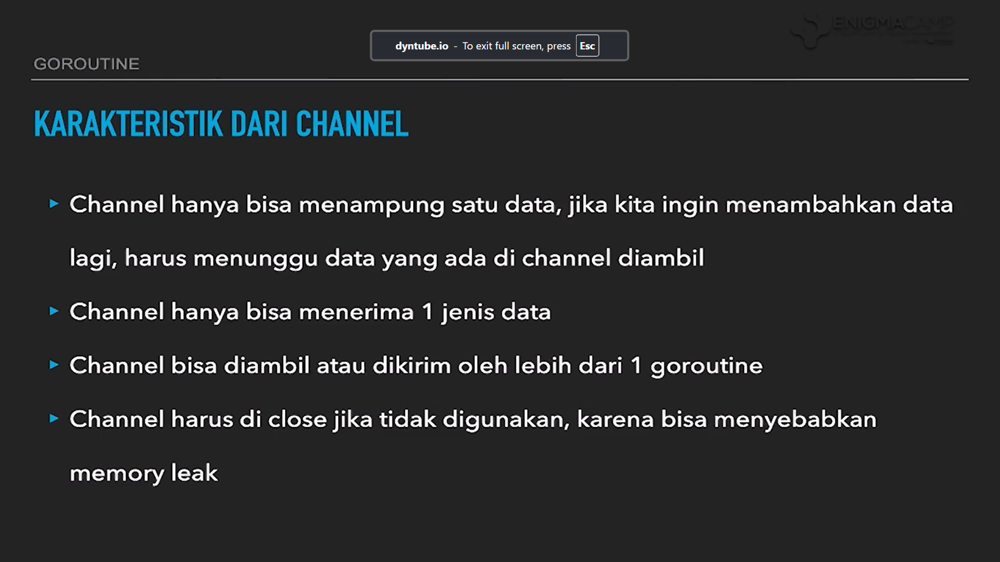 ENIGMACAMP
dyntube.io - To exit full screen, press Esc
GOROUTINE
KARAKTERISTIK DARI CHANNEL
Channel hanya bisa menampung satu data, jika kita ingin menambahkan data
lagi, harus menunggu data yang ada di channel diambil
Channel hanya bisa menerima 1 jenis data
Channel bisa diambil atau dikirim oleh lebih dari 1 goroutine
Channel harus di close jika tidak digunakan, karena bisa menyebabkan
memory leak